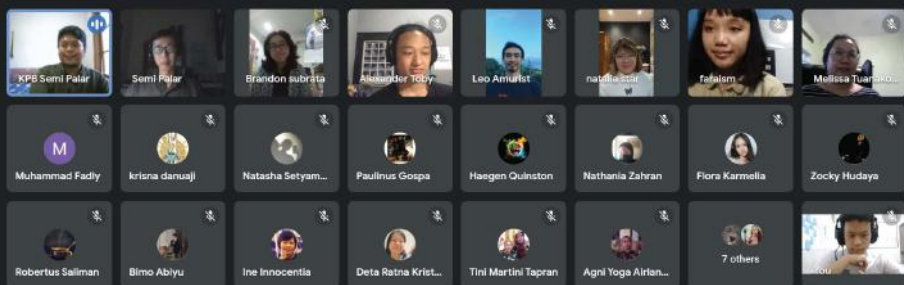 KPB Semi Palar
Semi Palar
Brandon subrata
Alexander Toby
Leo Amurist
natalia star
feraism
Melissa Tuanako...
M
Muhammad Fadly
krisna danuaji
Natasha Setyam...
Paulinus Gospa
Haegen Quinston
Nathania Zahran
Flora Karmelia
Zocky Hudaya
Robertus Saliman
Bimo Abiyu
Ine Innocentia
Deta Ratna Krist...
Tini Martini Tapran
Agni Yoga Airlan...
7 others
You